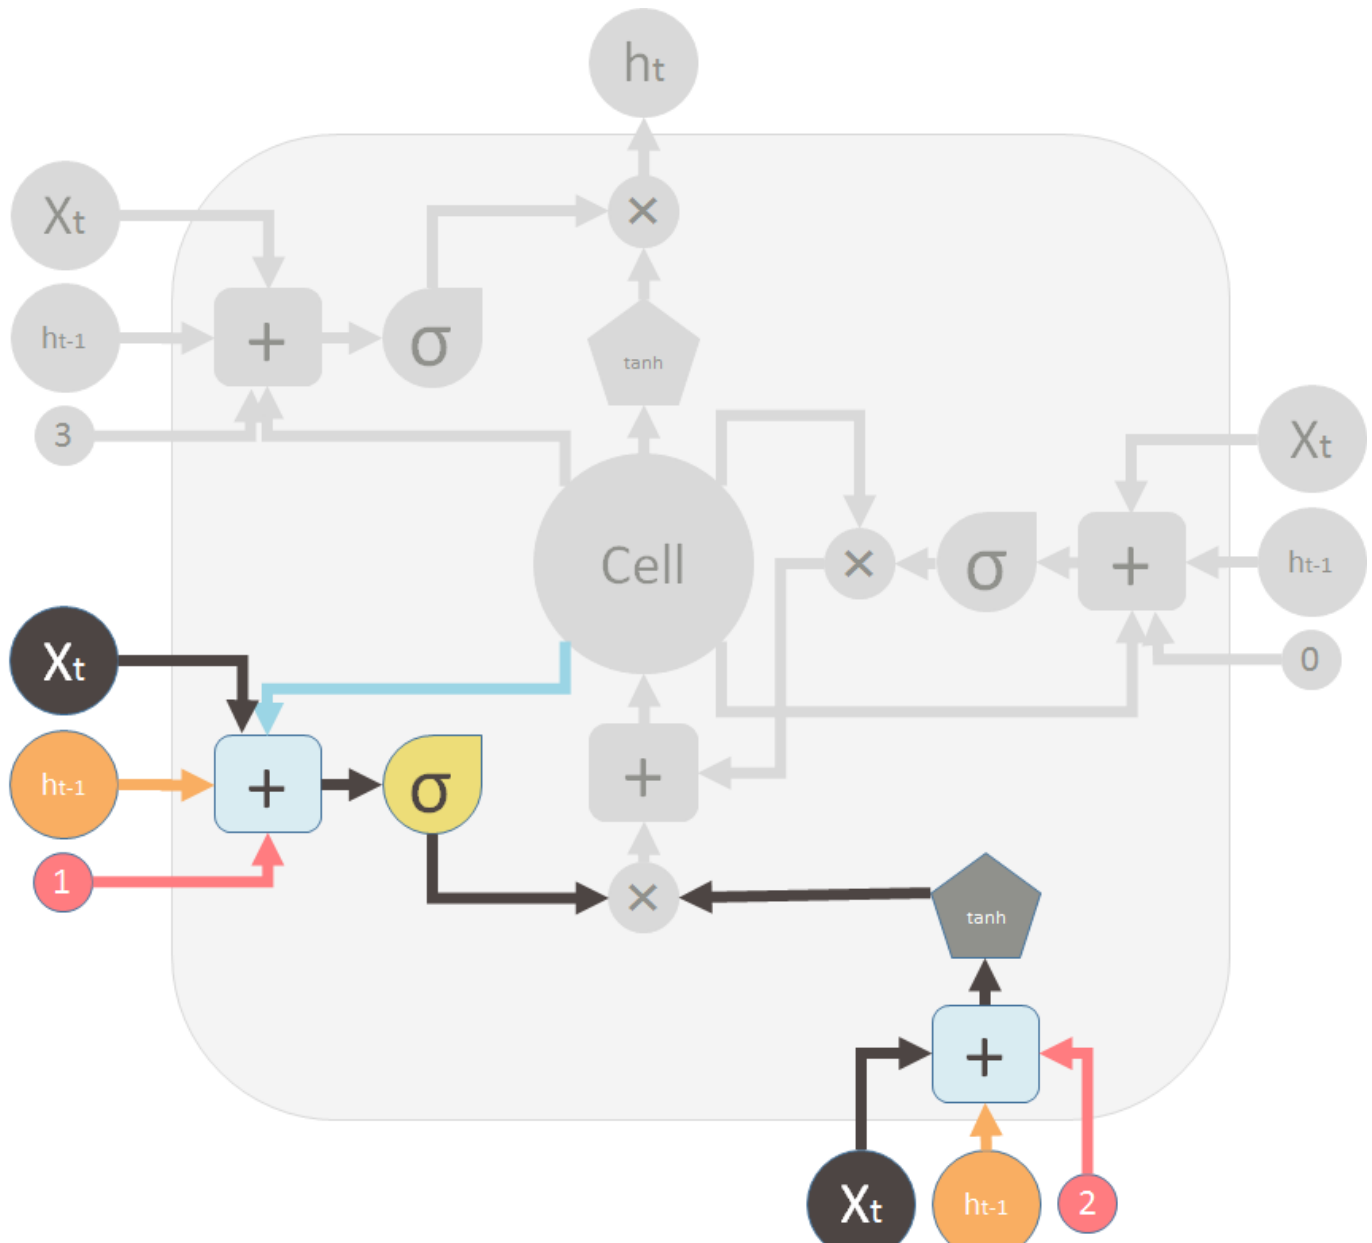 ht
Xt
×
ht-1
+
σ
tanh
3
Xt
Cell
×
σ
+
ht-1
0
Xt
ht-1
+
σ
+
1
×
tanh
+
Xt
ht-1
2